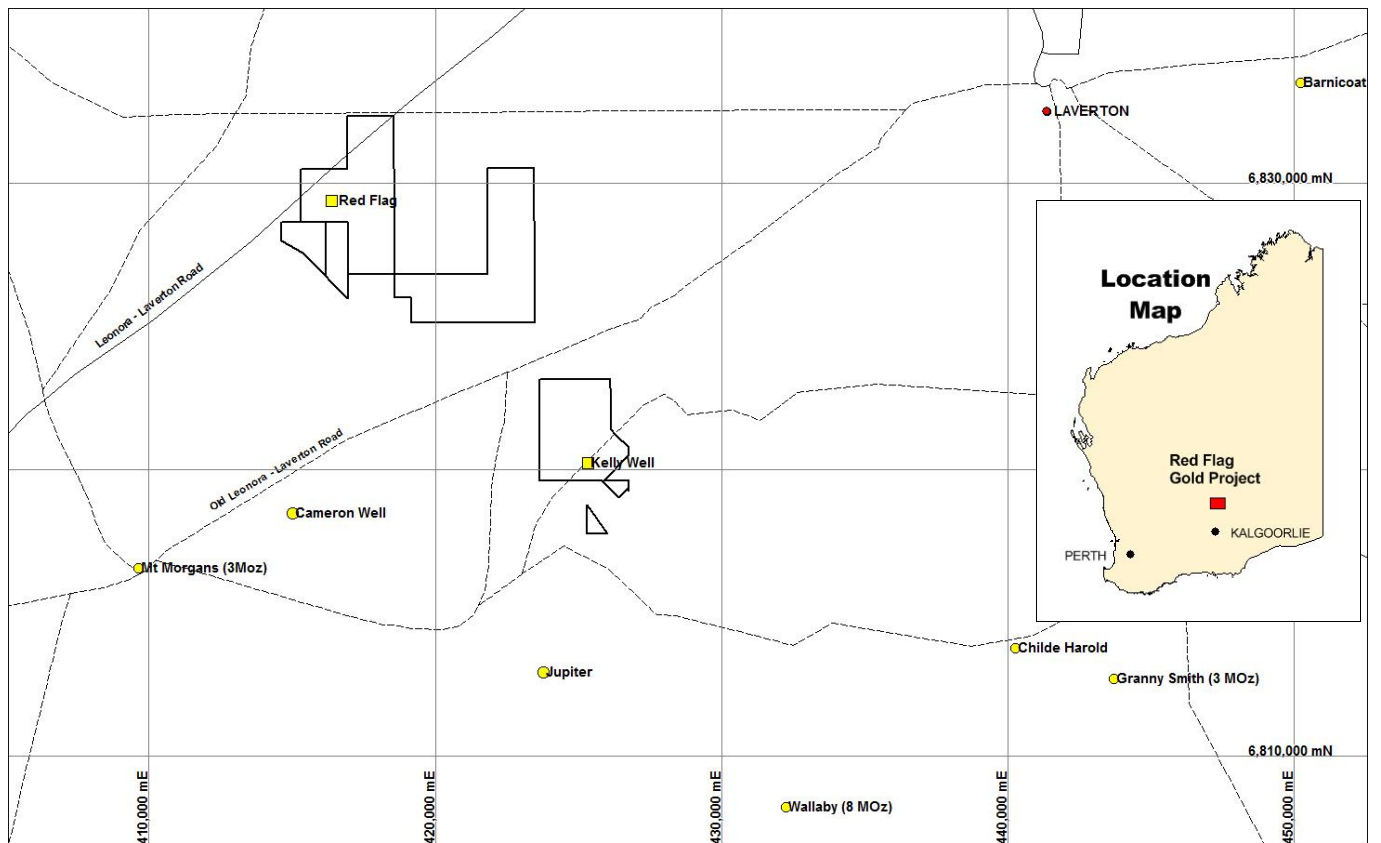 Barnicoat
LAVERTON
6,830,000 mN
Red Flag
Leonora - Laverton Road
Location
Map
Red Flag
Gold Project
KALGOORLIE
PERTH
Kelly Well
Old Leonora - Laverton Road
Cameron Well
Mt Morgans (3Moz)
Childe Harold
Jupiter
Granny Smith (3 MOz)
6,810,000 mN
Wallaby (8 MOz)
410,000 mE
420,000 mE
430,000 mE
440,000 mE
450,000 mE